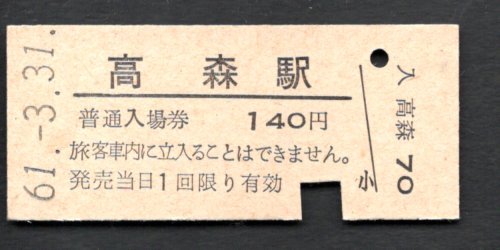 61.-3.31.
高森駅
普通入場券 140円
旅客車内に立入ることはできません。
発売当日1回限り有効
小
入 高森 70